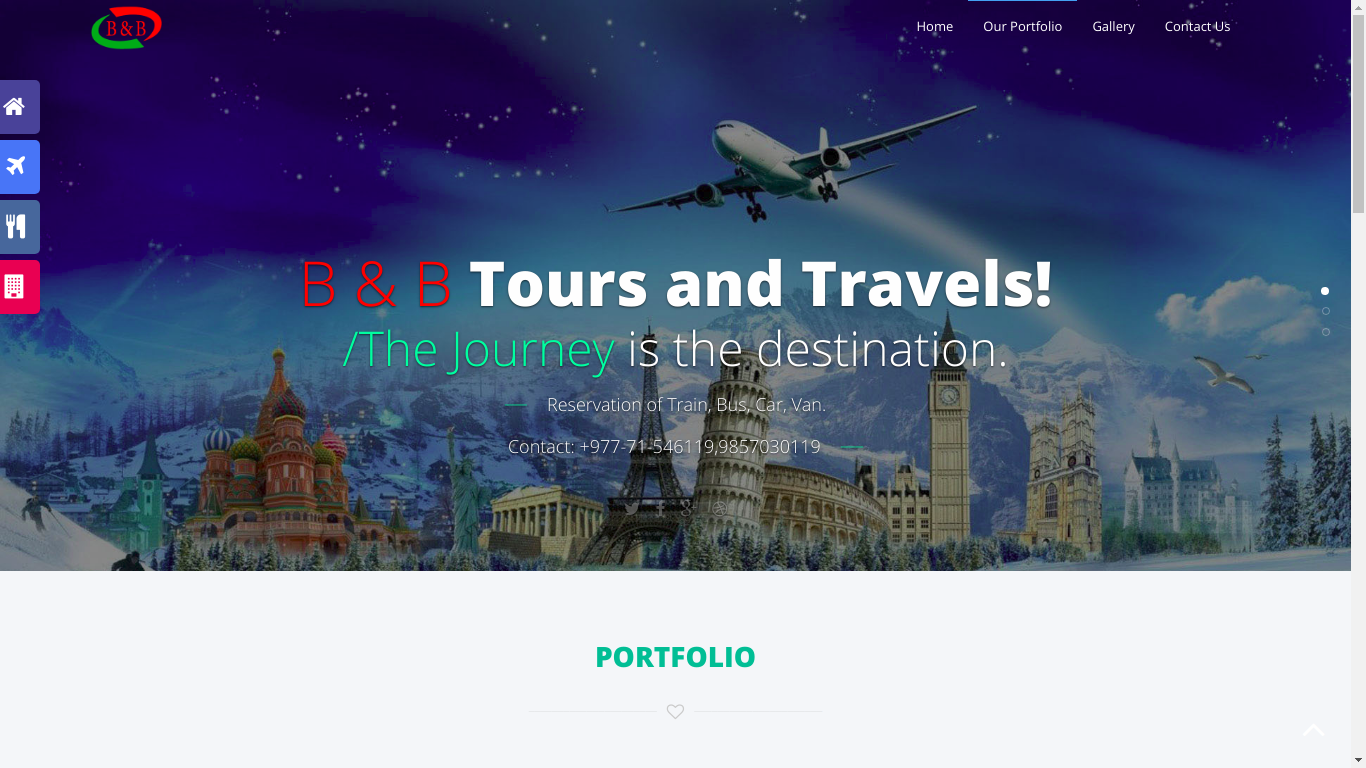 B & B
Home Our Portfolio Gallery Contact Us
B & B Tours and Travels!
/The Journey is the destination.
Reservation of Train, Bus, Car, Van.
Contact: +977-71-546119,9857030119
PORTFOLIO